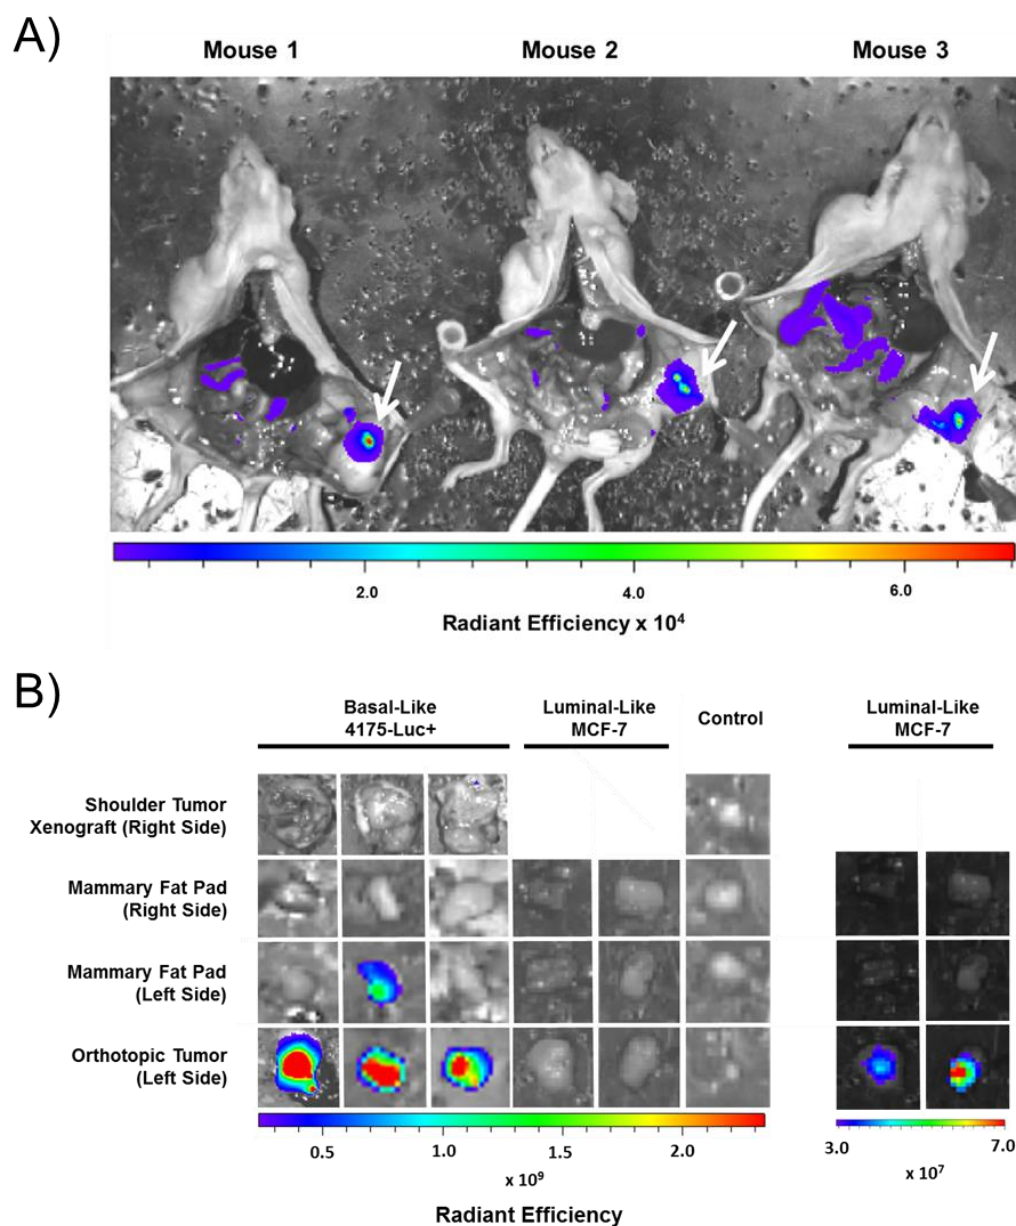 A)
Mouse 1
Mouse 2
Mouse 3
2.0
4.0
6.0
Radiant Efficiency x 10⁴
B)
Basal-Like
4175-Luc+
Luminal-Like
MCF-7
Control
Luminal-Like
MCF-7
Shoulder Tumor
Xenograft (Right Side)
Mammary Fat Pad
(Right Side)
Mammary Fat Pad
(Left Side)
Orthotopic Tumor
(Left Side)
0.5
1.0
1.5
2.0
x 10⁹
3.0
7.0
x 10⁷
Radiant Efficiency